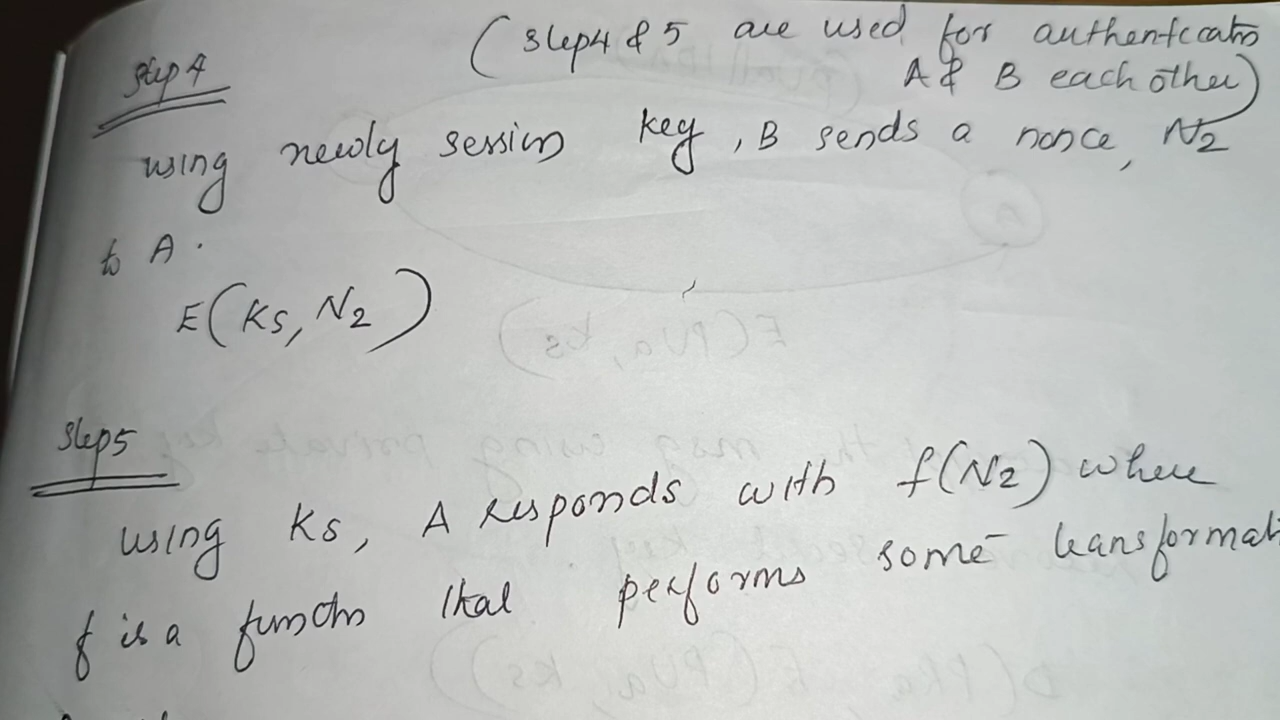 (step4 & 5 are used for authenticatn
A & B each other)
Step 4
using newly session key, B sends a nonce, N2
to A.
E(Ks, N2)
Step5
using Ks, A responds with f(N2) where
f is a functn that performs some transformat